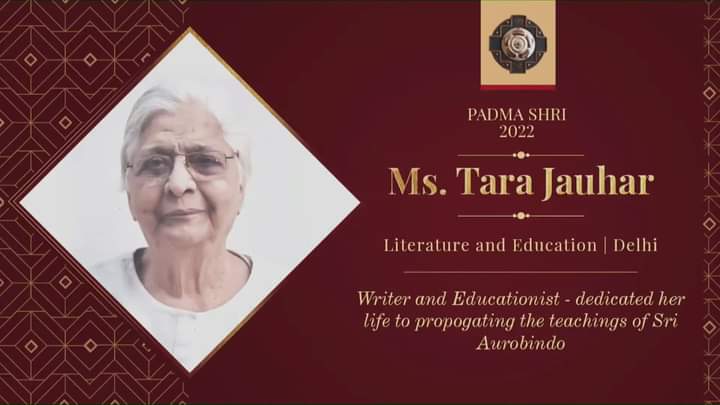 PADMA SHRI
2022
Ms. Tara Jauhar
Literature and Education | Delhi
Writer and Educationist - dedicated her
life to propogating the teachings of Sri
Aurobindo